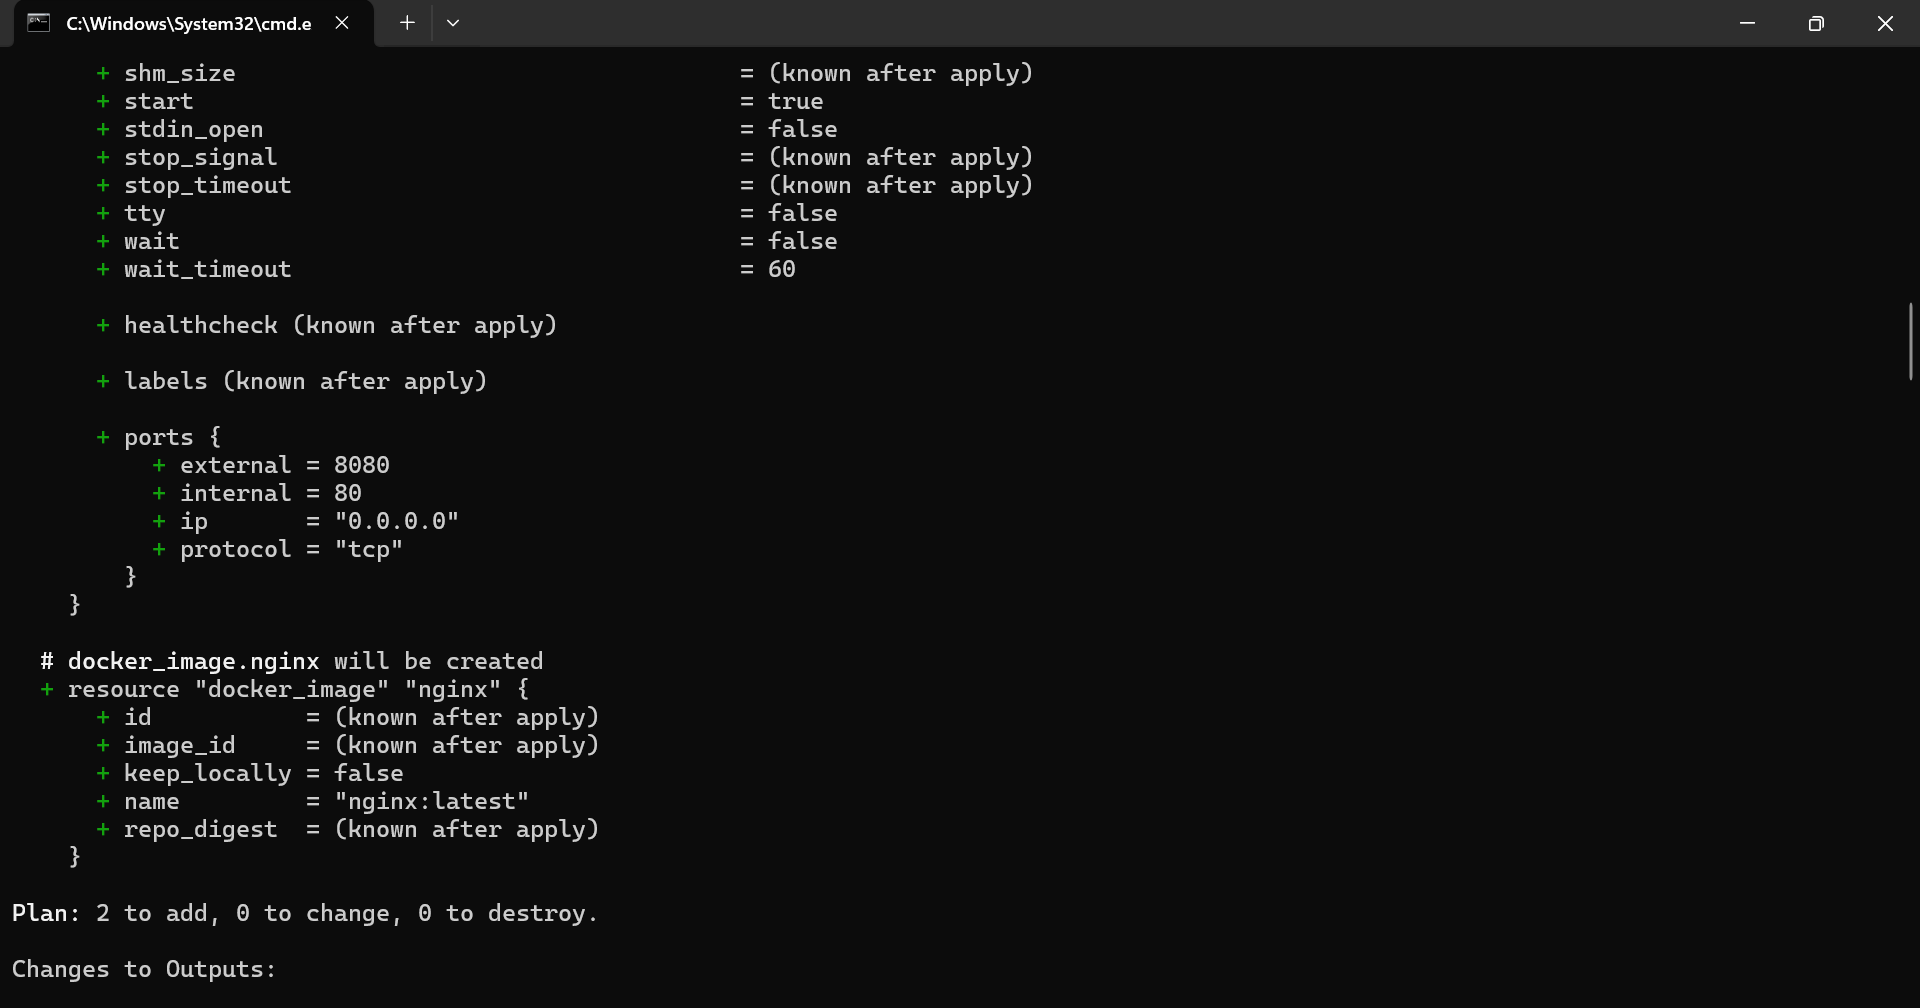 C:\Windows\System32\cmd.e
+ shm_size = (known after apply)
+ start = true
+ stdin_open = false
+ stop_signal = (known after apply)
+ stop_timeout = (known after apply)
+ tty = false
+ wait = false
+ wait_timeout = 60
+ healthcheck (known after apply)
+ labels (known after apply)
+ ports {
+ external = 8080
+ internal = 80
+ ip = "0.0.0.0"
+ protocol = "tcp"
}
}
# docker_image.nginx will be created
+ resource "docker_image" "nginx" {
+ id = (known after apply)
+ image_id = (known after apply)
+ keep_locally = false
+ name = "nginx:latest"
+ repo_digest = (known after apply)
}
Plan: 2 to add, 0 to change, 0 to destroy.
Changes to Outputs: